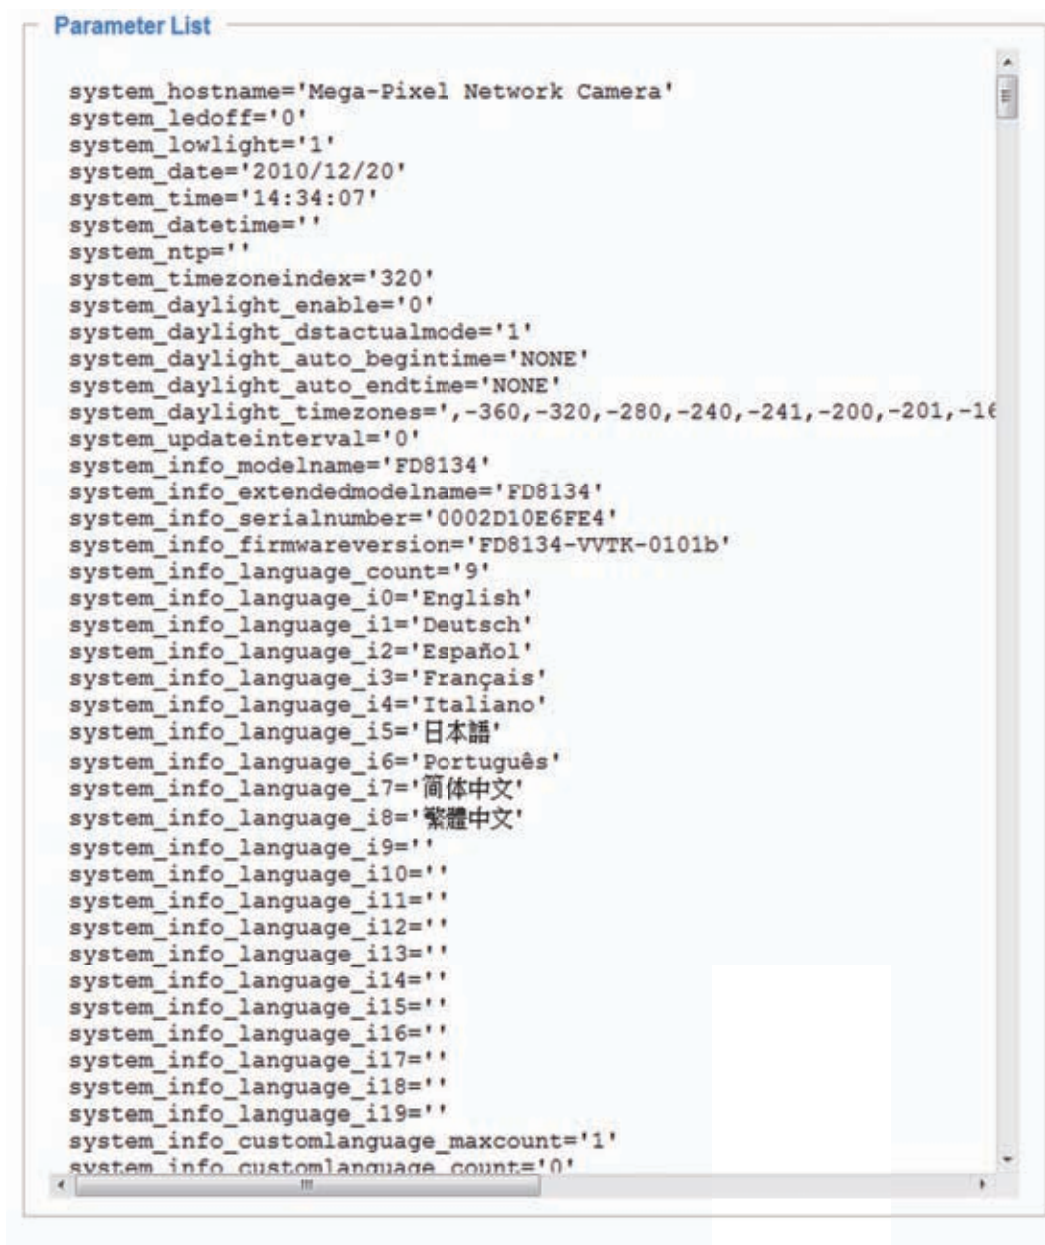 Parameter List
system_hostname='Mega-Pixel Network Camera'
system_ledoff='0'
system_lowlight='1'
system_date='2010/12/20'
system_time='14:34:07'
system_datetime=''
system_ntp=''
system_timezoneindex='320'
system_daylight_enable='0'
system_daylight_dstactualmode='1'
system_daylight_auto_begintime='NONE'
system_daylight_auto_endtime='NONE'
system_daylight_timezones=',-360,-320,-280,-240,-241,-200,-201,-16
system_updateinterval='0'
system_info_modelname='FD8134'
system_info_extendedmodelname='FD8134'
system_info_serialnumber='0002D10E6FE4'
system_info_firmwareversion='FD8134-VVTK-0101b'
system_info_language_count='9'
system_info_language_i0='English'
system_info_language_i1='Deutsch'
system_info_language_i2='Español'
system_info_language_i3='Français'
system_info_language_i4='Italiano'
system_info_language_i5='日本語'
system_info_language_i6='Português'
system_info_language_i7='简体中文'
system_info_language_i8='繁體中文'
system_info_language_i9=''
system_info_language_i10=''
system_info_language_i11=''
system_info_language_i12=''
system_info_language_i13=''
system_info_language_i14=''
system_info_language_i15=''
system_info_language_i16=''
system_info_language_i17=''
system_info_language_i18=''
system_info_language_i19=''
system_info_customlanguage_maxcount='1'
system_info_customlanguage_count='0'